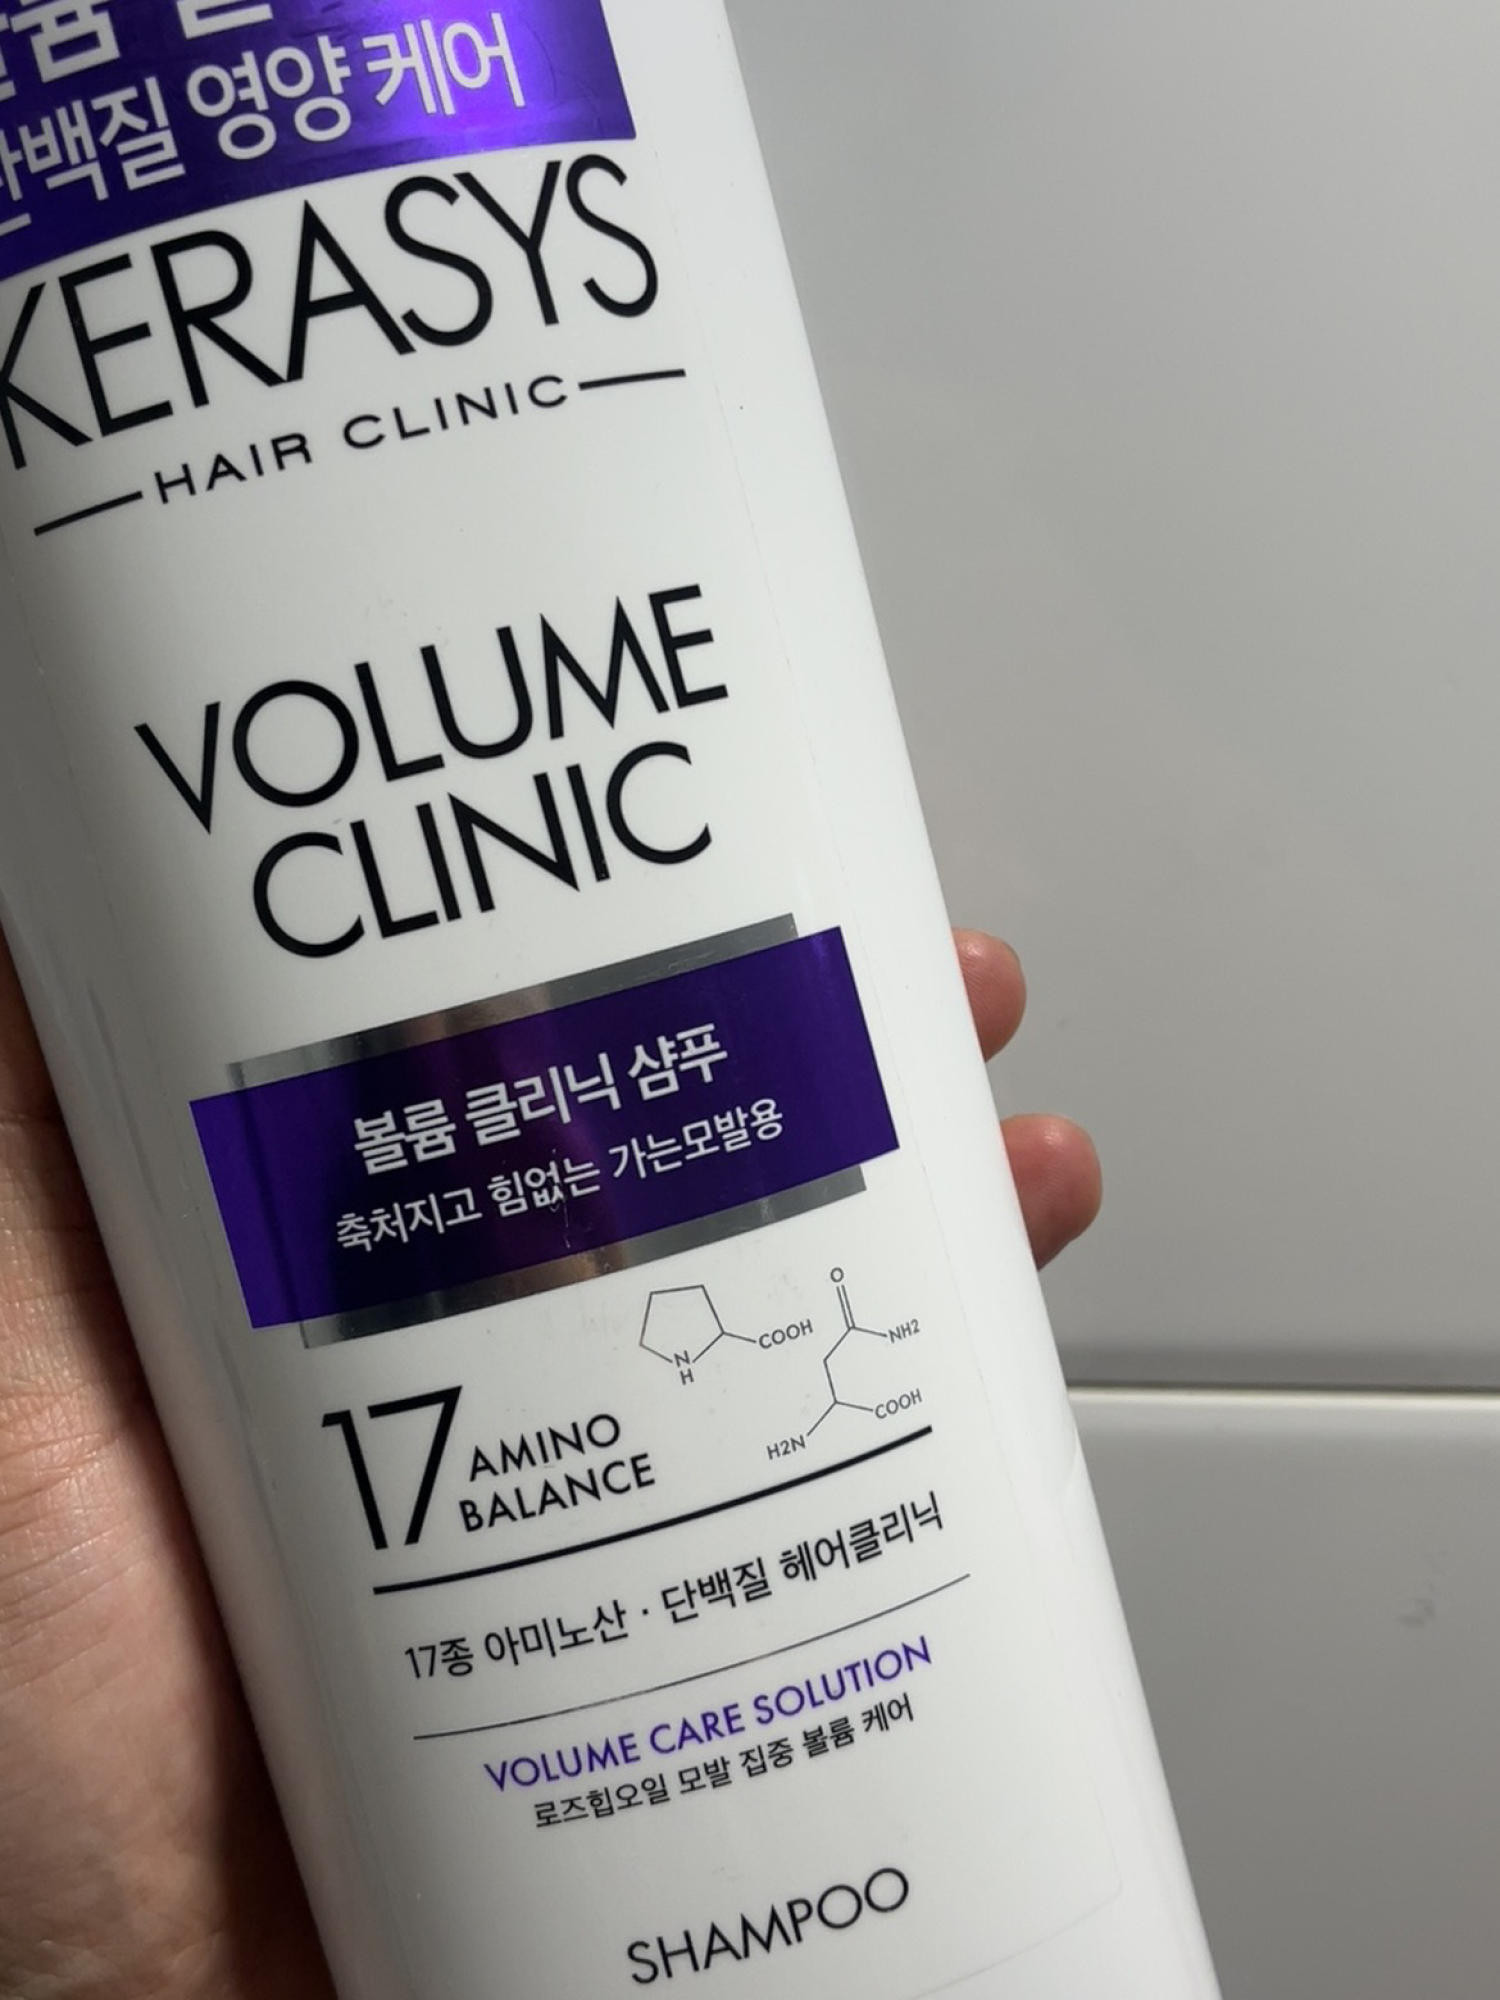 영양 케어
KERASYS
HAIR CLINIC
VOLUME
CLINIC
볼륨 클리닉 샴푸
축처지고 힘없는 가는모발용
O
NH2
COOH
N
H
COOH
H2N
17 AMINO
BALANCE
17종 아미노산 · 단백질 헤어클리닉
VOLUME CARE SOLUTION
로즈힙오일 모발 집중 볼륨 케어
SHAMPOO